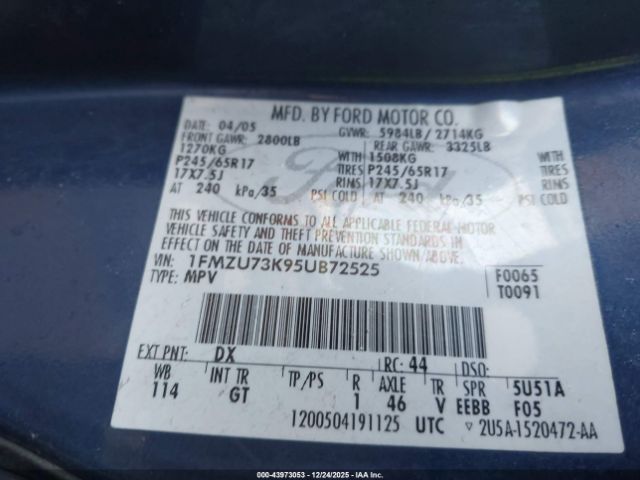 MFD. BY FORD MOTOR CO.
DATE: 04/05 GVWR: 5984LB/2714KG
FRONT GAWR: 2800LB REAR GAWR: 3325LB
1270KG WITH 1508KG WITH
P245/65R17 TIRES P245/65R17 TIRES
17X7.5J RIMS 17X7.5J RIMS
AT 240 kPa/35 PSI COLD AT 240 kPa/35 PSI COLD
THIS VEHICLE CONFORMS TO ALL APPLICABLE FEDERAL MOTOR
VEHICLE SAFETY AND THEFT PREVENTION STANDARDS IN
EFFECT ON THE DATE OF MANUFACTURE SHOWN ABOVE.
VIN: 1FMZU73K95UB72525 F0065
TYPE: MPV T0091
EXT PNT: DX RC: 44 DSO:
WB INT TR TP/PS R AXLE TR SPR 5U51A
114 GT 1 46 V EEBB F05
1200504191125 UTC ▽ 2U5A-1520472-AA
Ford
© Stock #: 43973053 | 12/24/2025 | IAAI.COM